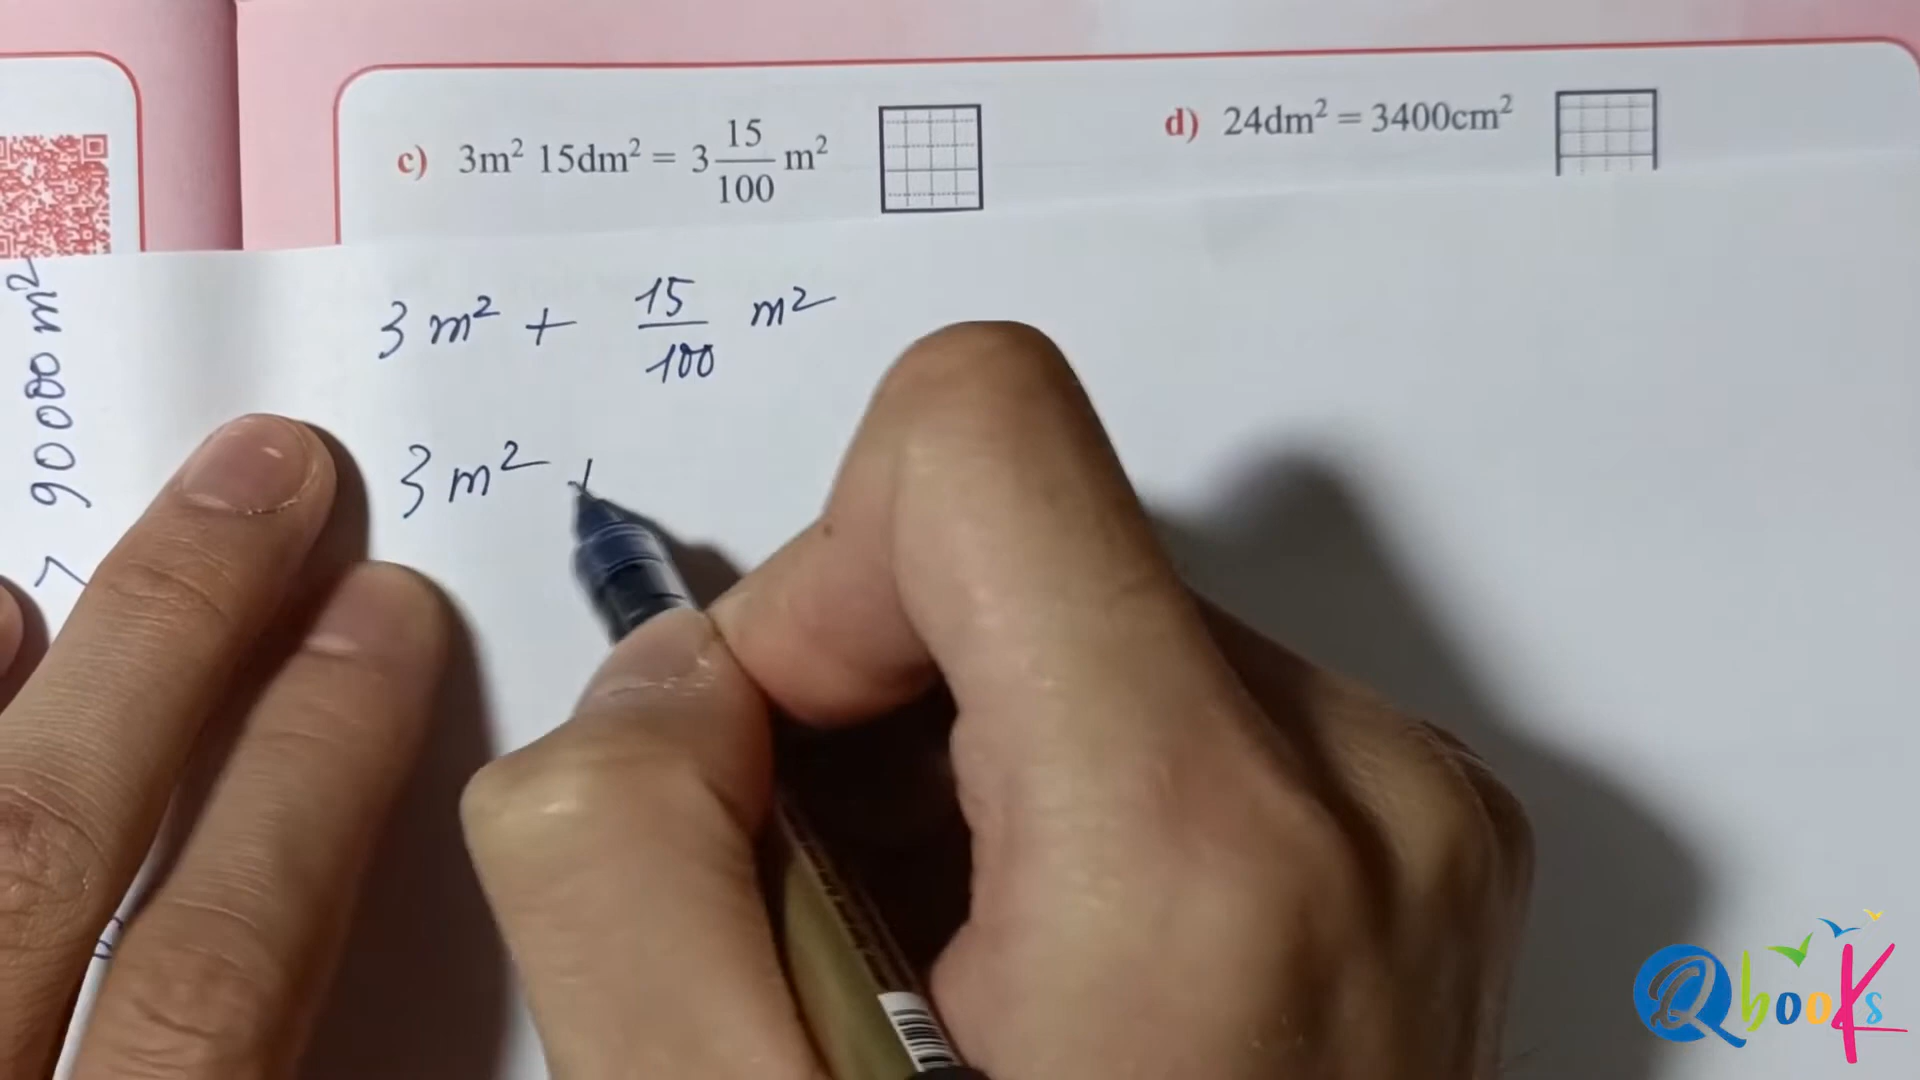 c) 3m² 15dm² = 3 15/100 m²
d) 24dm² = 3400cm²
3 m² + 15/100 m²
3 m² +
> 90000 m²
Qbooks